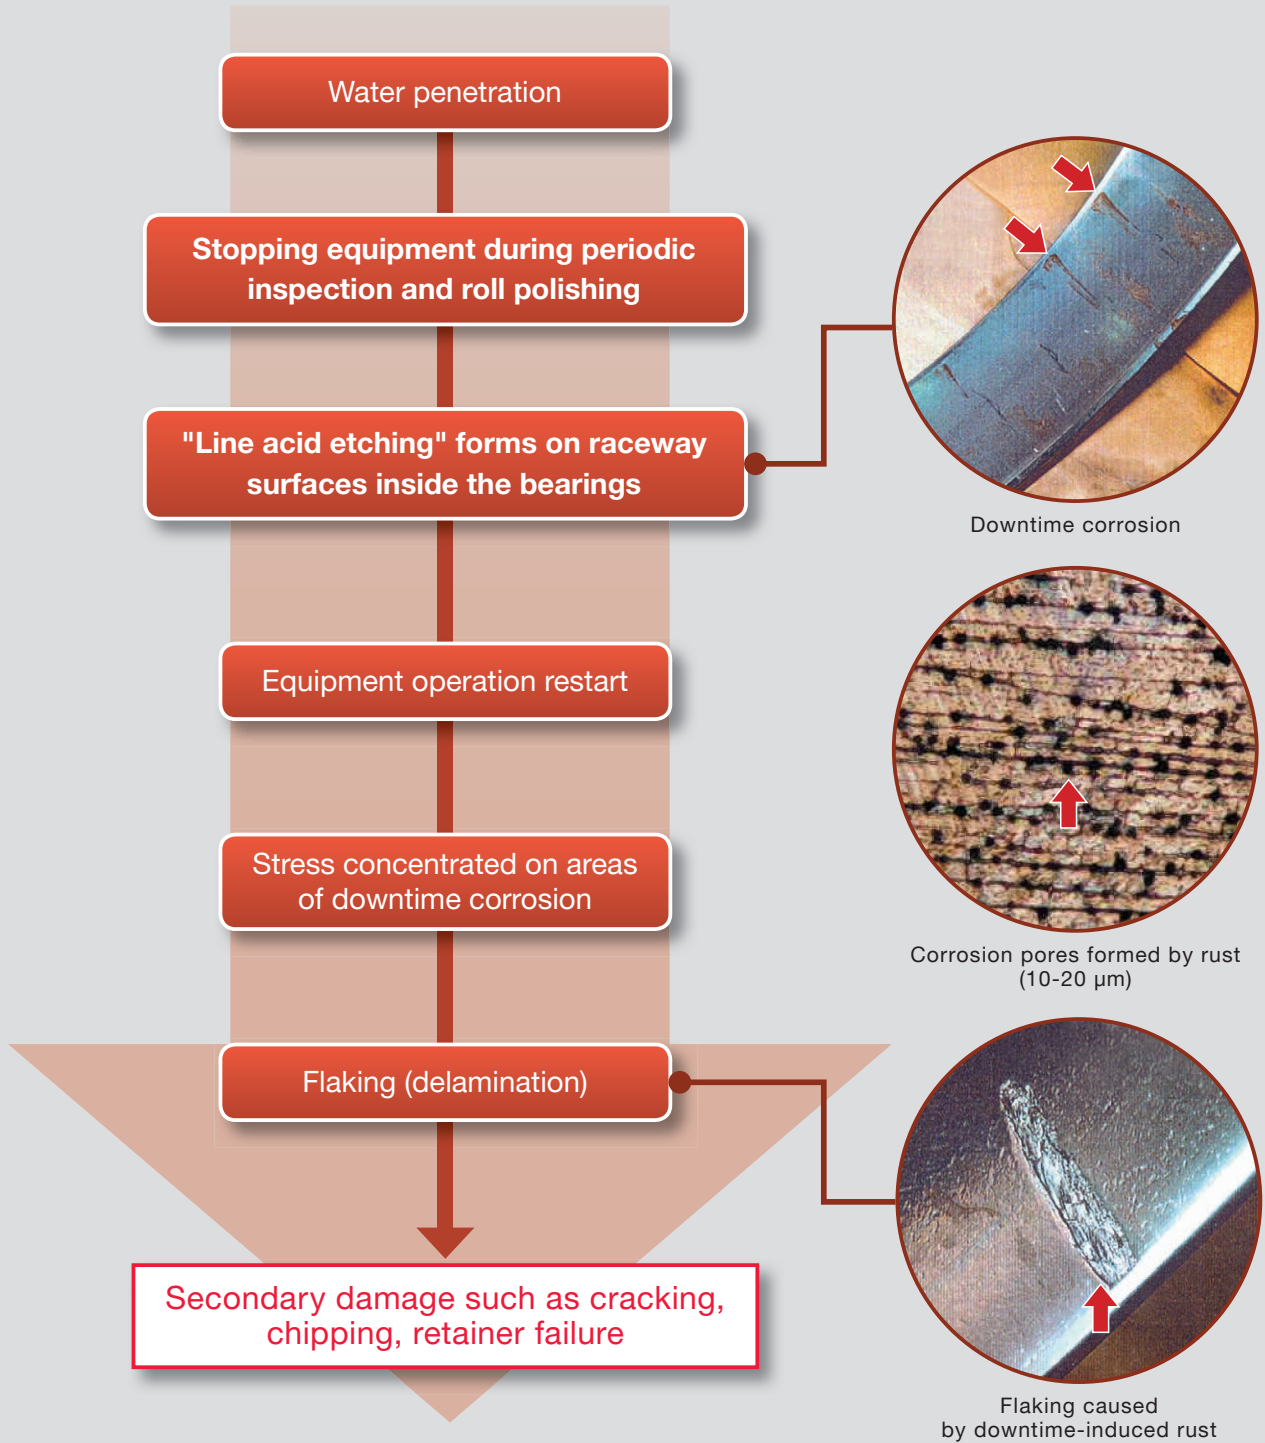 Water penetration
Stopping equipment during periodic
inspection and roll polishing
"Line acid etching" forms on raceway
surfaces inside the bearings
Downtime corrosion
Equipment operation restart
Stress concentrated on areas
of downtime corrosion
Corrosion pores formed by rust
(10-20 µm)
Flaking (delamination)
Secondary damage such as cracking,
chipping, retainer failure
Flaking caused
by downtime-induced rust